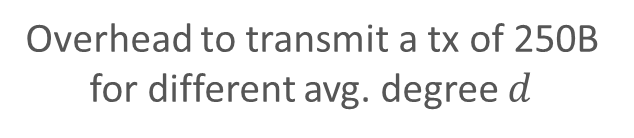 Overhead to transmit a tx of 250B
for different avg. degree d